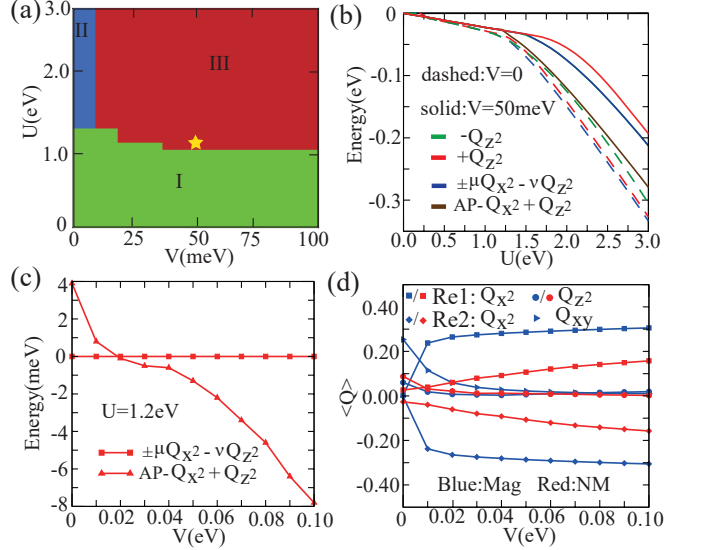 (a)
3.0
2.0
1.0
0
U(eV)
II
III
I
0
25
50
75
100
V(meV)
(b)
0
-0.1
-0.2
-0.3
Energy(eV)
dashed:V=0
solid:V=50meV
-Qz²
+Qz²
±μQx² - νQz²
AP-Qx² + Qz²
0.0
0.5
1.0
1.5
2.0
2.5
3.0
U(eV)
(c)
4
2
0
-2
-4
-6
-8
Energy(meV)
U=1.2eV
±μQx² - νQz²
AP-Qx² + Qz²
0
0.02
0.04
0.06
0.08
0.10
V(eV)
(d)
0.40
0.20
0.00
-0.20
-0.40
<Q>
/ Re1: Qx² / Qz²
/ Re2: Qx² Qxy
Blue:Mag Red:NM
0
0.02
0.04
0.06
0.08
0.10
V(eV)